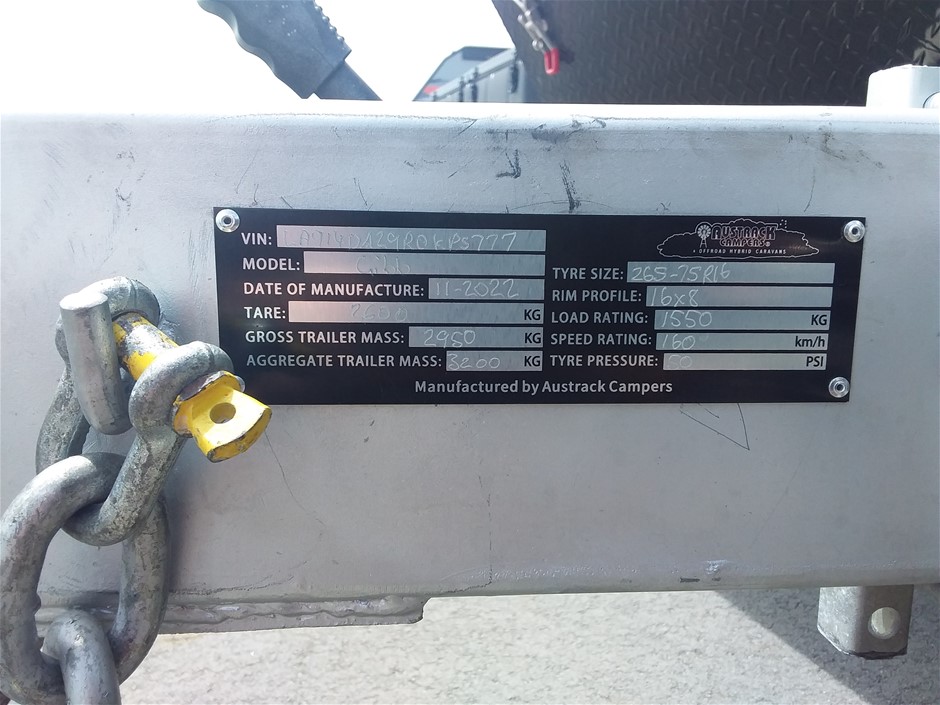 VIN:
MODEL: Gibb
DATE OF MANUFACTURE: 11-2022
TARE: KG
GROSS TRAILER MASS: 2950 KG
AGGREGATE TRAILER MASS: 3200 KG
AUSTRACK
CAMPERS
OFFROAD HYBRID CARAVANS
TYRE SIZE: 265-75R16
RIM PROFILE: 16x8
LOAD RATING: 1550 KG
SPEED RATING: 160 km/h
TYRE PRESSURE: 50 PSI
Manufactured by Austrack Campers